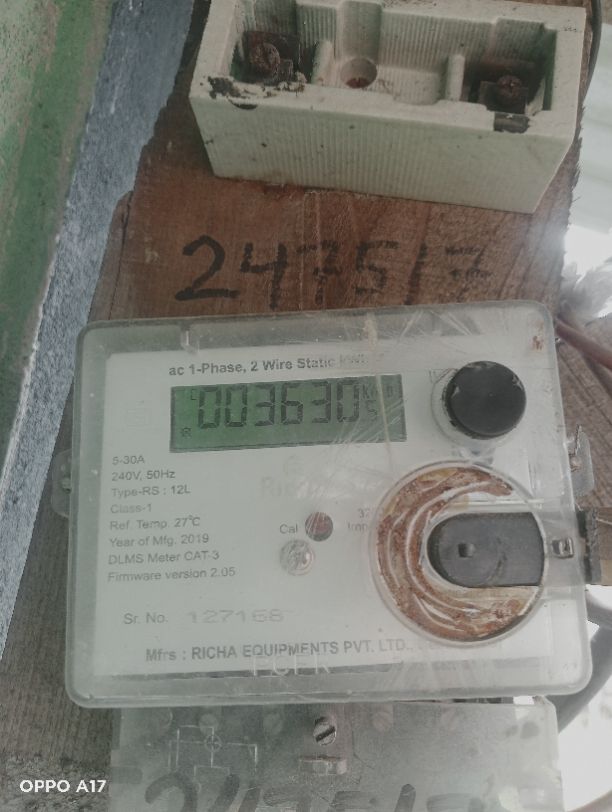 247517
ac 1-Phase, 2 Wire Static kWh
003630
5-30A
240V, 50Hz
Type-RS : 12L
Class-1
Ref. Temp. 27°C
Year of Mfg. 2019
DLMS Meter CAT-3
Firmware version 2.05
Cal
Sr. No. 127168
Mfrs : RICHA EQUIPMENTS PVT. LTD.,
OPPO A17